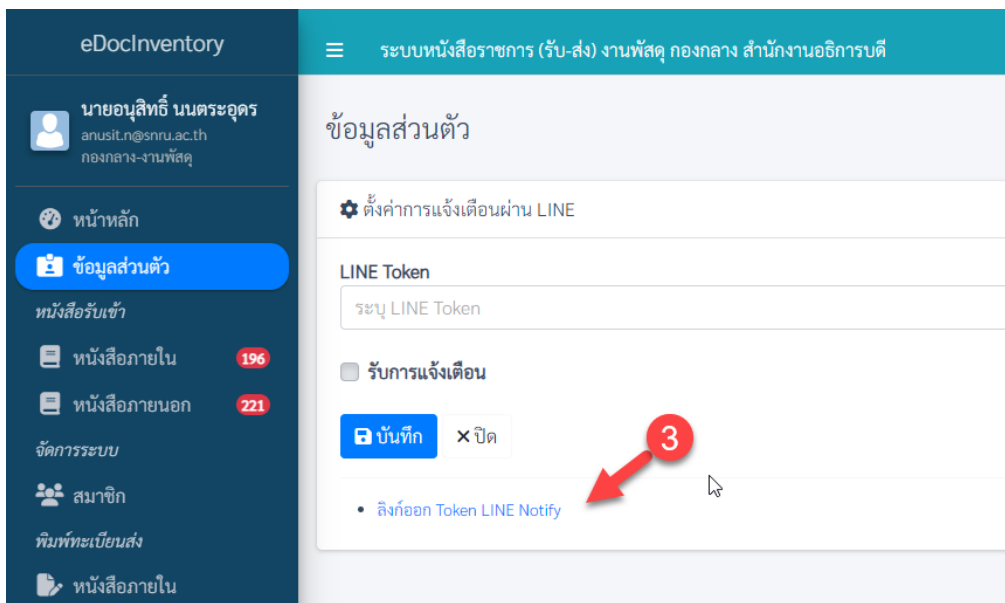 eDocInventory
นายอนุสิทธิ์ นนตระอุดร
anusit.n@snru.ac.th
กองกลาง-งานพัสดุ
หน้าหลัก
ข้อมูลส่วนตัว
หนังสือรับเข้า
หนังสือภายใน 196
หนังสือภายนอก 221
จัดการระบบ
สมาชิก
พิมพ์ทะเบียนส่ง
หนังสือภายใน
ระบบหนังสือราชการ (รับ-ส่ง) งานพัสดุ กองกลาง สำนักงานอธิการบดี
ข้อมูลส่วนตัว
ตั้งค่าการแจ้งเตือนผ่าน LINE
LINE Token
ระบุ LINE Token
รับการแจ้งเตือน
บันทึก ปิด
3
ลิงก์ออก Token LINE Notify